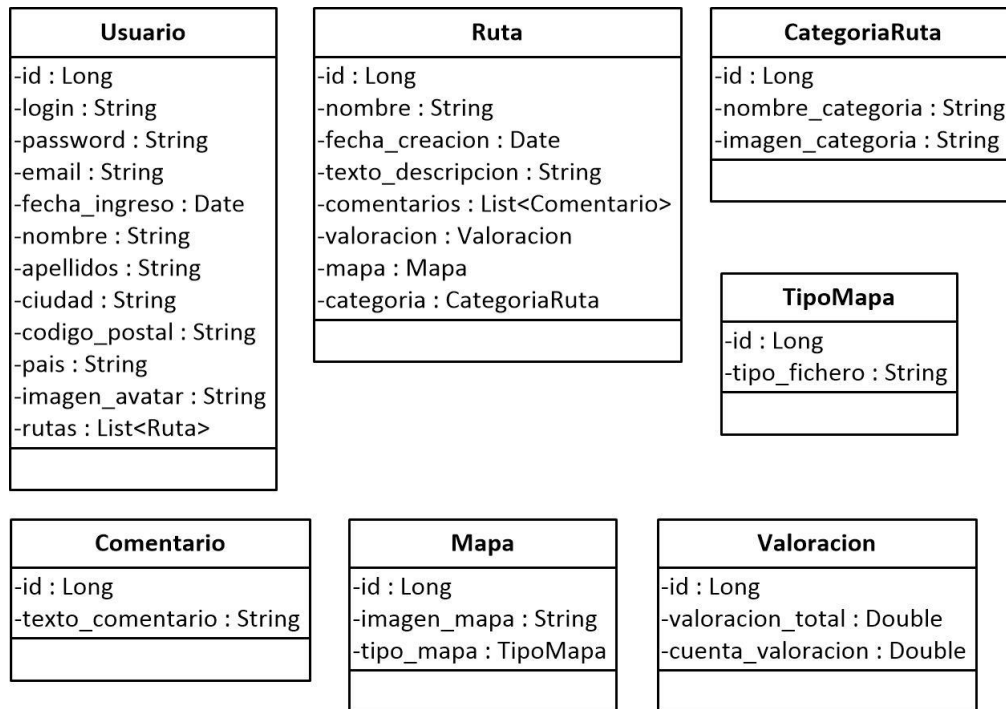 Usuario
-id : Long
-login : String
-password : String
-email : String
-fecha_ingreso : Date
-nombre : String
-apellidos : String
-ciudad : String
-codigo_postal : String
-pais : String
-imagen_avatar : String
-rutas : List<Ruta>
Ruta
-id : Long
-nombre : String
-fecha_creacion : Date
-texto_descripcion : String
-comentarios : List<Comentario>
-valoracion : Valoracion
-mapa : Mapa
-categoria : CategoriaRuta
CategoriaRuta
-id : Long
-nombre_categoria : String
-imagen_categoria : String
TipoMapa
-id : Long
-tipo_fichero : String
Comentario
-id : Long
-texto_comentario : String
Mapa
-id : Long
-imagen_mapa : String
-tipo_mapa : TipoMapa
Valoracion
-id : Long
-valoracion_total : Double
-cuenta_valoracion : Double